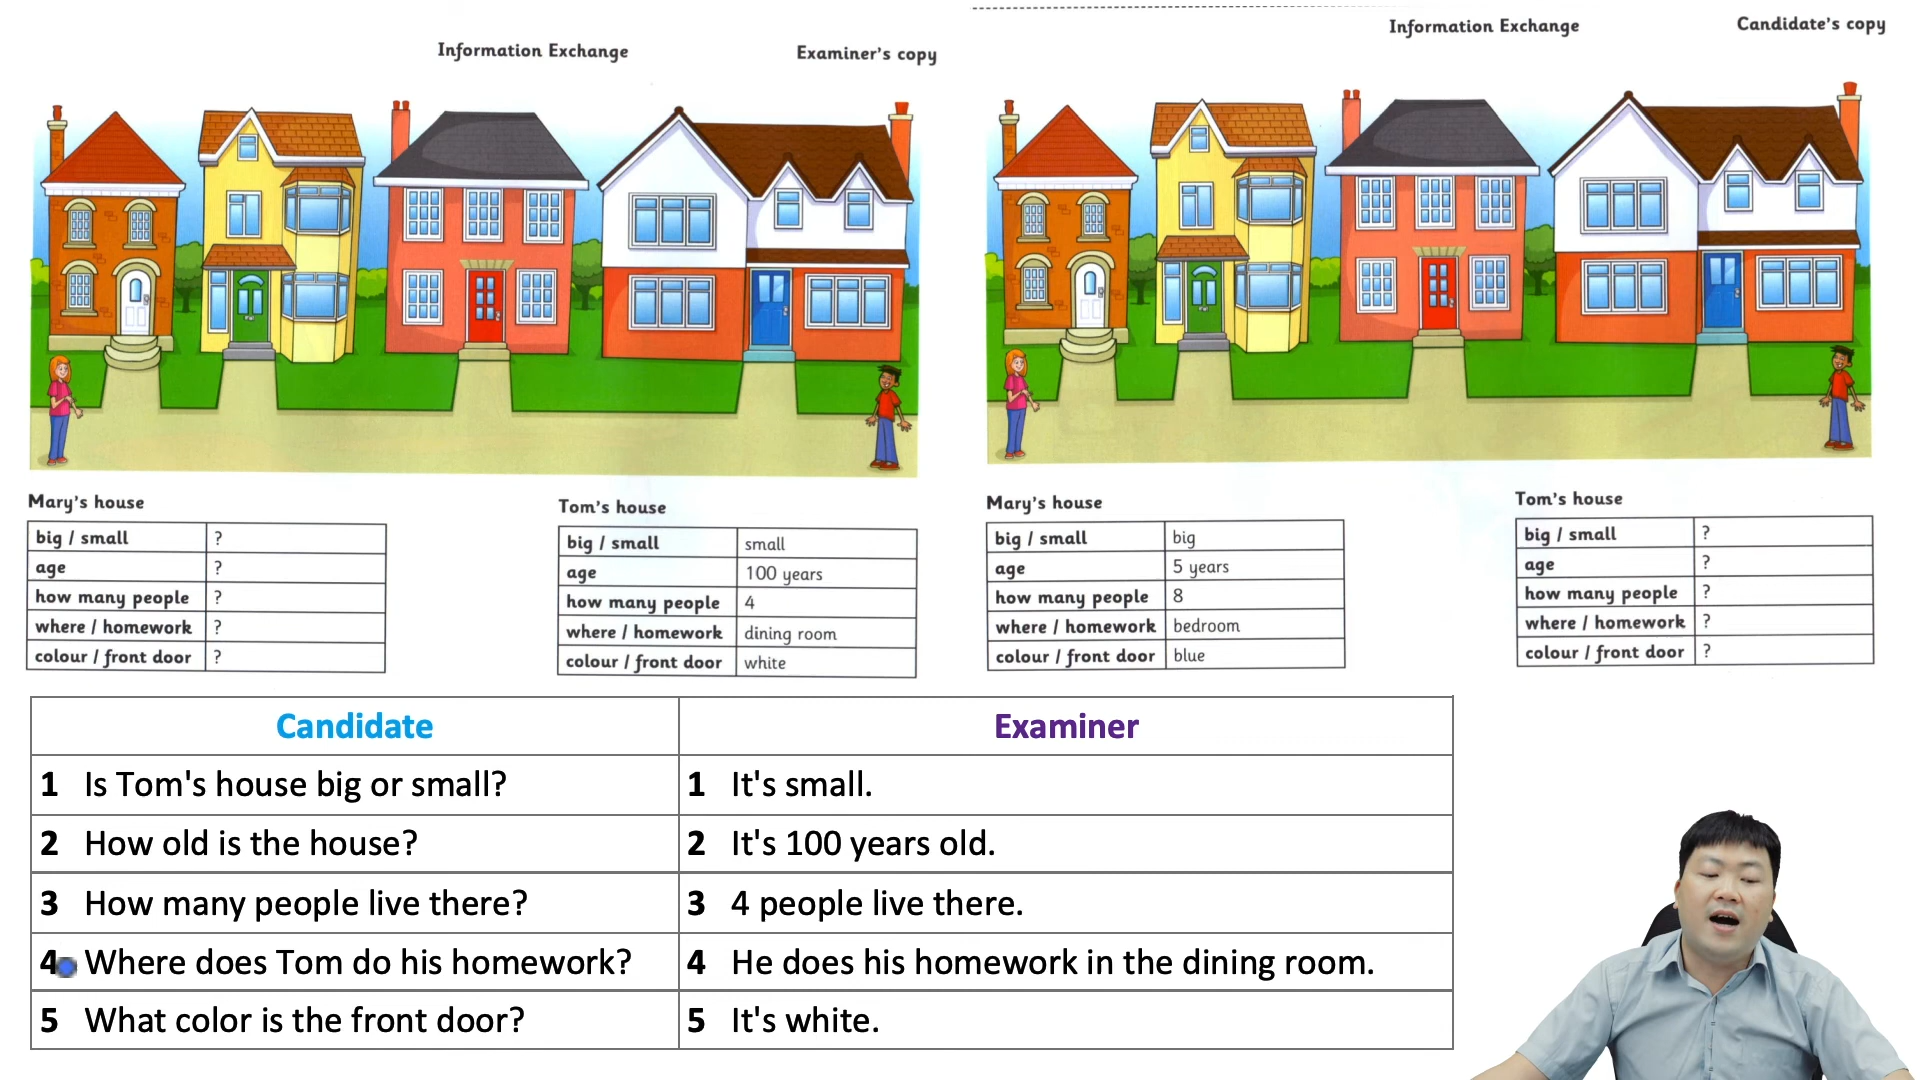 Information Exchange
Examiner's copy
Information Exchange
Candidate's copy
Mary's house
big / small ?
age ?
how many people ?
where / homework ?
colour / front door ?
Tom's house
big / small small
age 100 years
how many people 4
where / homework dining room
colour / front door white
Mary's house
big / small big
age 5 years
how many people 8
where / homework bedroom
colour / front door blue
Tom's house
big / small ?
age ?
how many people ?
where / homework ?
colour / front door ?
Candidate Examiner
1 Is Tom's house big or small? 1 It's small.
2 How old is the house? 2 It's 100 years old.
3 How many people live there? 3 4 people live there.
4 Where does Tom do his homework? 4 He does his homework in the dining room.
5 What color is the front door? 5 It's white.